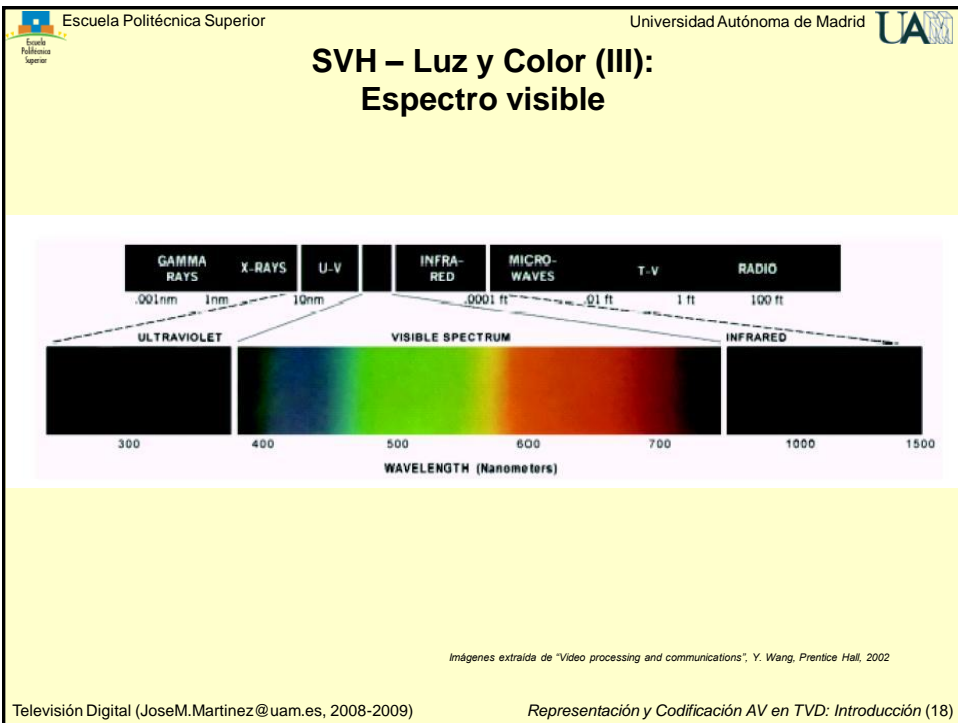 Escuela Politécnica Superior
Universidad Autónoma de Madrid
UAM
Escuela
Politécnica
Superior
SVH – Luz y Color (III):
Espectro visible
GAMMA RAYS X-RAYS U-V INFRA-RED MICRO-WAVES T-V RADIO
.001nm 1nm 10nm .0001 ft .01 ft 1 ft 100 ft
ULTRAVIOLET VISIBLE SPECTRUM INFRARED
300 400 500 600 700 1000 1500
WAVELENGTH (Nanometers)
Imágenes extraída de “Video processing and communications”, Y. Wang, Prentice Hall, 2002
Televisión Digital (JoseM.Martinez@uam.es, 2008-2009)
Representación y Codificación AV en TVD: Introducción (18)